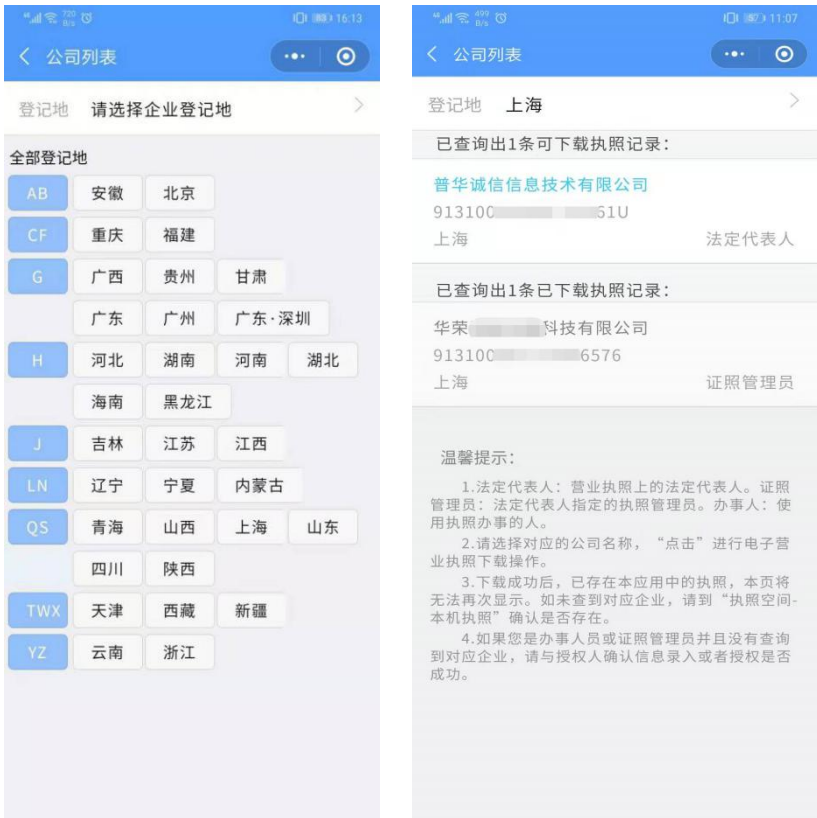 720 B/s 16:13
公司列表
登记地 请选择企业登记地
全部登记地
AB 安徽 北京
CF 重庆 福建
G 广西 贵州 甘肃
广东 广州 广东·深圳
H 河北 湖南 河南 湖北
海南 黑龙江
J 吉林 江苏 江西
LN 辽宁 宁夏 内蒙古
QS 青海 山西 上海 山东
四川 陕西
TWX 天津 西藏 新疆
YZ 云南 浙江
499 B/s 11:07
公司列表
登记地 上海
已查询出1条可下载执照记录：
普华诚信信息技术有限公司
913100 61U
上海 法定代表人
已查询出1条已下载执照记录：
华荣 科技有限公司
913100 6576
上海 证照管理员
温馨提示：
1.法定代表人：营业执照上的法定代表人。证照
管理员：法定代表人指定的执照管理员。办事人：使
用执照办事的人。
2.请选择对应的公司名称，“点击”进行电子营
业执照下载操作。
3.下载成功后，已存在本应用中的执照，本页将
无法再次显示。如未查到对应企业，请到“执照空间-
本机执照”确认是否存在。
4.如果您是办事人员或证照管理员并且没有查询
到对应企业，请与授权人确认信息录入或者授权是否
成功。